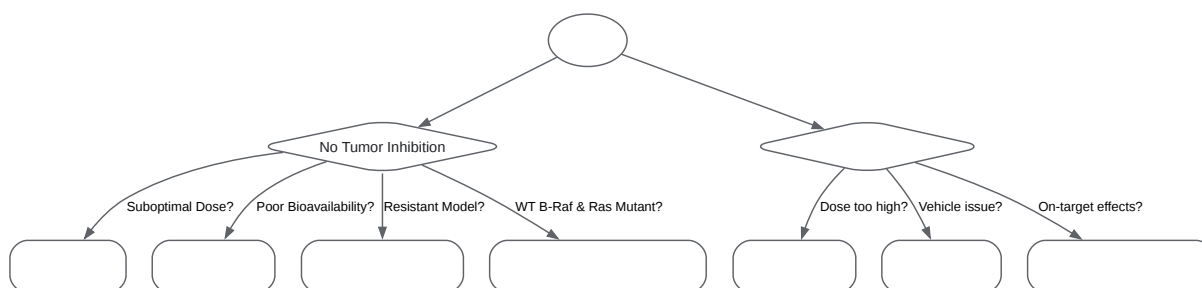 No Tumor Inhibition
Suboptimal Dose?
Poor Bioavailability?
Resistant Model?
WT B-Raf & Ras Mutant?
Dose too high?
Vehicle issue?
On-target effects?